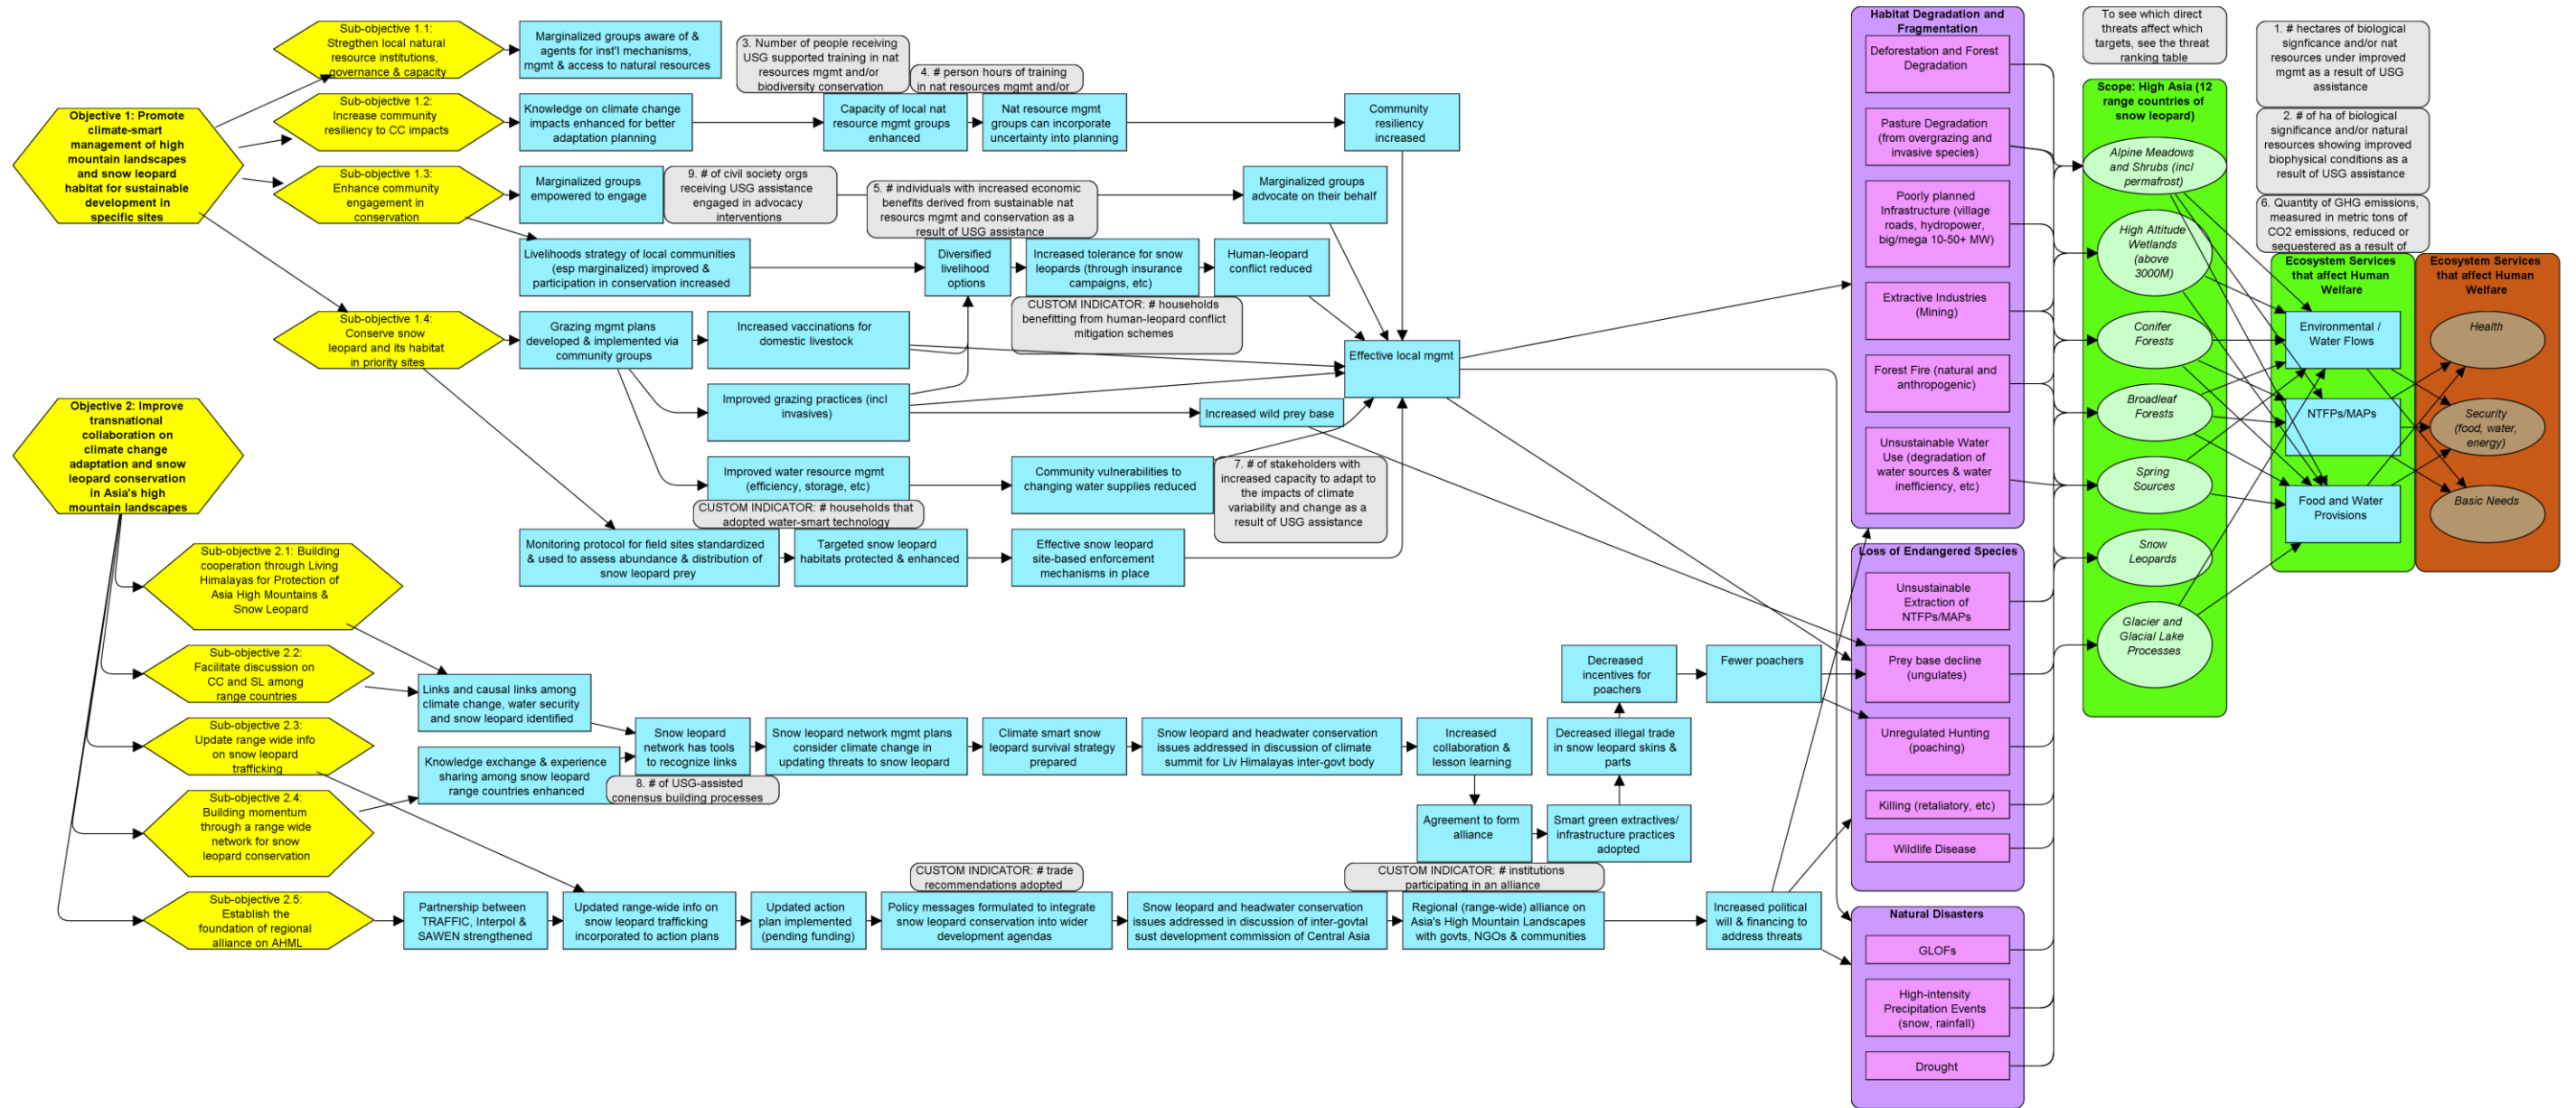 Objective 1: Promote
climate-smart
management of high
mountain landscapes
and snow leopard
habitat for sustainable
development in
specific sites
Sub-objective 1.1:
Stregthen local natural
resource institutions,
governance & capacity
Marginalized groups aware of &
agents for inst'l mechanisms,
mgmt & access to natural resources
3. Number of people receiving
USG supported training in nat
resources mgmt and/or
biodiversity conservation
4. # person hours of training
in nat resources mgmt and/or
Sub-objective 1.2:
Increase community
resiliency to CC impacts
Knowledge on climate change
impacts enhanced for better
adaptation planning
Capacity of local nat
resource mgmt groups
enhanced
Nat resource mgmt
groups can incorporate
uncertainty into planning
Community
resiliency
increased
Sub-objective 1.3:
Enhance community
engagement in
conservation
Marginalized groups
empowered to engage
9. # of civil society orgs
receiving USG assistance
engaged in advocacy
interventions
5. # individuals with increased economic
benefits derived from sustainable nat
resourcs mgmt and conservation as a
result of USG assistance
Marginalized groups
advocate on their behalf
Livelihoods strategy of local communities
(esp marginalized) improved &
participation in conservation increased
Diversified
livelihood
options
Increased tolerance for snow
leopards (through insurance
campaigns, etc)
Human-leopard
conflict reduced
CUSTOM INDICATOR: # households
benefitting from human-leopard conflict
mitigation schemes
Sub-objective 1.4:
Conserve snow
leopard and its habitat
in priority sites
Grazing mgmt plans
developed & implemented via
community groups
Increased vaccinations for
domestic livestock
Effective local mgmt
Improved grazing practices (incl
invasives)
Increased wild prey base
Improved water resource mgmt
(efficiency, storage, etc)
Community vulnerabilities to
changing water supplies reduced
7. # of stakeholders with
increased capacity to adapt to
the impacts of climate
variability and change as a
result of USG assistance
CUSTOM INDICATOR: # households that
adopted water-smart technology
Monitoring protocol for field sites standardized
& used to assess abundance & distribution of
snow leopard prey
Targeted snow leopard
habitats protected & enhanced
Effective snow leopard
site-based enforcement
mechanisms in place
Objective 2: Improve
transnational
collaboration on
climate change
adaptation and snow
leopard conservation
in Asia's high
mountain landscapes
Sub-objective 2.1: Building
cooperation through Living
Himalayas for Protection of
Asia High Mountains &
Snow Leopard
Sub-objective 2.2:
Facilitate discussion on
CC and SL among
range countries
Links and causal links among
climate change, water security
and snow leopard identified
Sub-objective 2.3:
Update range wide info
on snow leopard
trafficking
Knowledge exchange & experience
sharing among snow leopard
range countries enhanced
Snow leopard
network has tools
to recognize links
8. # of USG-assisted
conensus building processes
Snow leopard network mgmt plans
consider climate change in
updating threats to snow leopard
Climate smart snow
leopard survival strategy
prepared
Snow leopard and headwater conservation
issues addressed in discussion of climate
summit for Liv Himalayas inter-govt body
Increased
collaboration &
lesson learning
Decreased illegal trade
in snow leopard skins &
parts
Decreased
incentives for
poachers
Fewer poachers
Sub-objective 2.4:
Building momentum
through a range wide
network for snow
leopard conservation
Agreement to form
alliance
Smart green extractives/
infrastructure practices
adopted
CUSTOM INDICATOR: # trade
recommendations adopted
CUSTOM INDICATOR: # institutions
participating in an alliance
Sub-objective 2.5:
Establish the
foundation of regional
alliance on AHML
Partnership between
TRAFFIC, Interpol &
SAWEN strengthened
Updated range-wide info on
snow leopard trafficking
incorporated to action plans
Updated action
plan implemented
(pending funding)
Policy messages formulated to integrate
snow leopard conservation into wider
development agendas
Snow leopard and headwater conservation
issues addressed in discussion of inter-govtal
sust development commission of Central Asia
Regional (range-wide) alliance on
Asia's High Mountain Landscapes
with govts, NGOs & communities
Increased political
will & financing to
address threats
Habitat Degradation and
Fragmentation
Deforestation and Forest
Degradation
Pasture Degradation
(from overgrazing and
invasive species)
Poorly planned
Infrastructure (village
roads, hydropower,
big/mega 10-50+ MW)
Extractive Industries
(Mining)
Forest Fire (natural and
anthropogenic)
Unsustainable Water
Use (degradation of
water sources & water
inefficiency, etc)
Loss of Endangered Species
Unsustainable
Extraction of
NTFPs/MAPs
Prey base decline
(ungulates)
Unregulated Hunting
(poaching)
Killing (retaliatory, etc)
Wildlife Disease
Natural Disasters
GLOFs
High-intensity
Precipitation Events
(snow, rainfall)
Drought
To see which direct
threats affect which
targets, see the threat
ranking table
Scope: High Asia (12
range countries of
snow leopard)
Alpine Meadows
and Shrubs (incl
permafrost)
High Altitude
Wetlands
(above
3000M)
Conifer
Forests
Broadleaf
Forests
Spring
Sources
Snow
Leopards
Glacier and
Glacial Lake
Processes
1. # hectares of biological
signficance and/or nat
resources under improved
mgmt as a result of USG
assistance
2. # of ha of biological
significance and/or natural
resources showing improved
biophysical conditions as a
result of USG assistance
6. Quantity of GHG emissions,
measured in metric tons of
CO2 emissions, reduced or
sequestered as a result of
Ecosystem Services
that affect Human
Welfare
Environmental /
Water Flows
NTFPs/MAPs
Food and Water
Provisions
Ecosystem Services
that affect Human
Welfare
Health
Security
(food, water,
energy)
Basic Needs